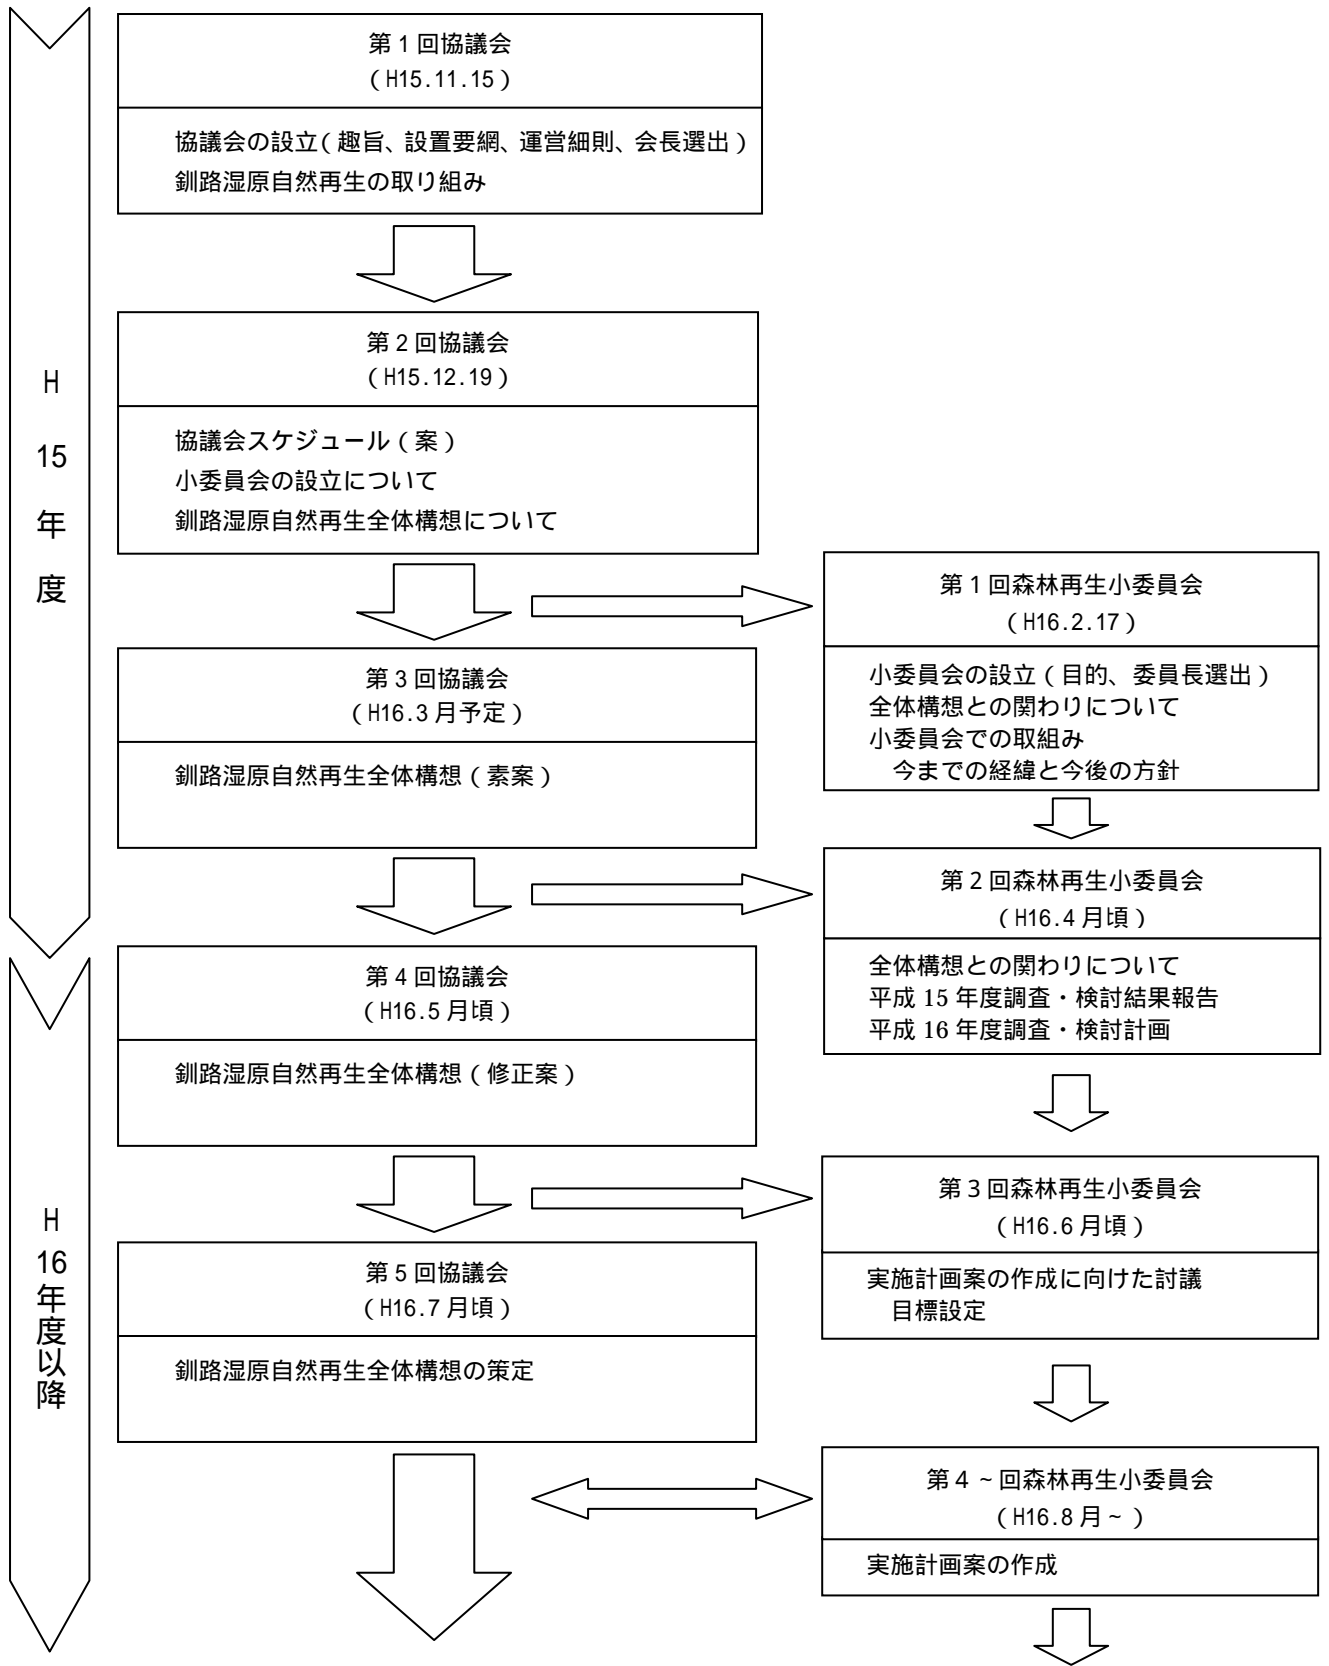 H
15
年
度
第1回協議会
(H15.11.15)
協議会の設立(趣旨、設置要網、運営細則、会長選出)
釧路湿原自然再生の取り組み
第2回協議会
(H15.12.19)
協議会スケジュール(案)
小委員会の設立について
釧路湿原自然再生全体構想について
第1回森林再生小委員会
(H16.2.17)
小委員会の設立(目的、委員長選出)
全体構想との関わりについて
小委員会での取組み
今までの経緯と今後の方針
第3回協議会
(H16.3月予定)
釧路湿原自然再生全体構想(素案)
第2回森林再生小委員会
(H16.4月頃)
全体構想との関わりについて
平成 15 年度調査・検討結果報告
平成 16 年度調査・検討計画
H
16
年
度
以
降
第4回協議会
(H16.5月頃)
釧路湿原自然再生全体構想(修正案)
第3回森林再生小委員会
(H16.6月頃)
実施計画案の作成に向けた討議
目標設定
第5回協議会
(H16.7月頃)
釧路湿原自然再生全体構想の策定
第4~回森林再生小委員会
(H16.8月~)
実施計画案の作成